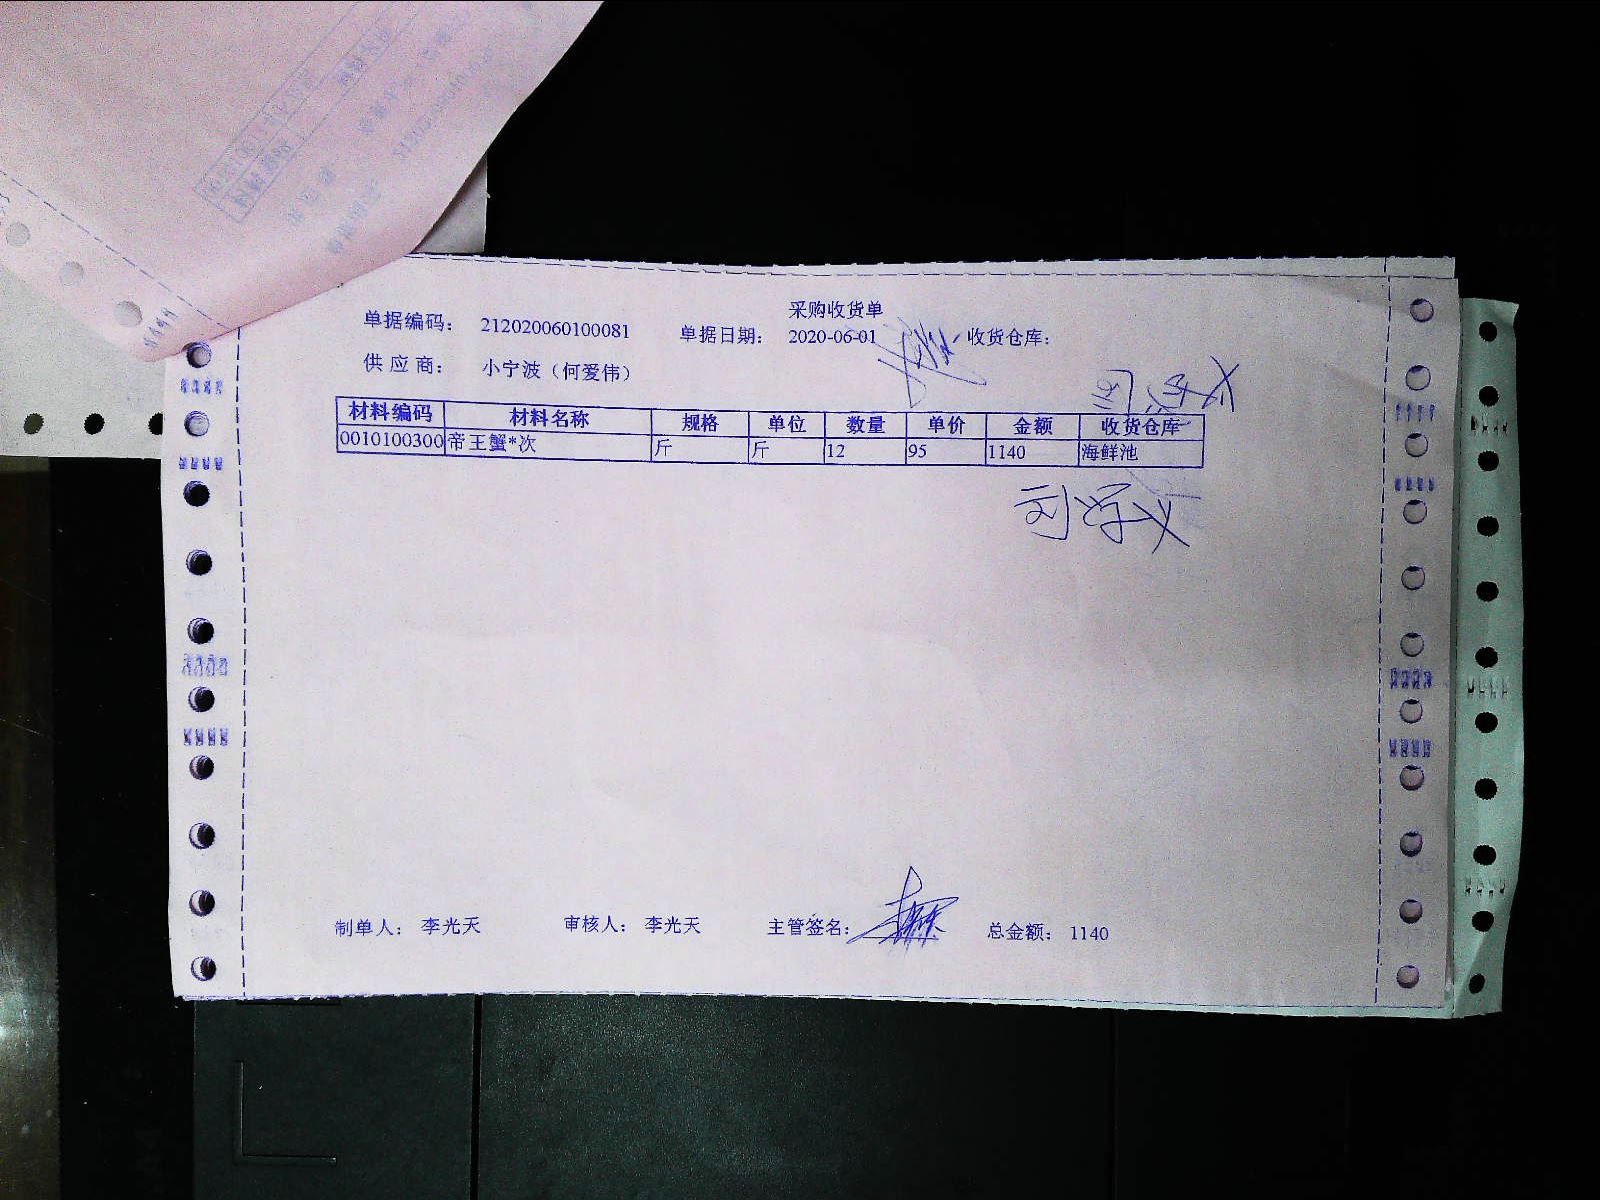 采购收货单
单据编码： 212020060100081 单据日期： 2020-06-01 收货仓库：
供 应 商： 小宁波（何爱伟）
材料编码 材料名称 规格 单位 数量 单价 金额 收货仓库
0010100300 帝王蟹*次 斤 斤 12 95 1140 海鲜池
制单人： 李光天 审核人： 李光天 主管签名： 总金额： 1140